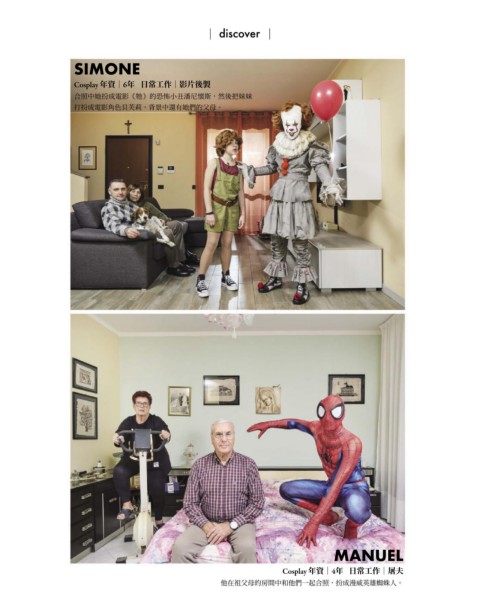 | discover |
SIMONE
Cosplay 年資｜6年 日常工作｜影片後製
合照中她扮成電影《牠》的恐怖小丑潘尼懷斯，然後把妹妹
打扮成電影角色貝芙莉，背景中還有她們的父母。
MANUEL
Cosplay 年資｜4年 日常工作｜屠夫
他在祖父母的房間中和他們一起合照，扮成漫威英雄蜘蛛人。